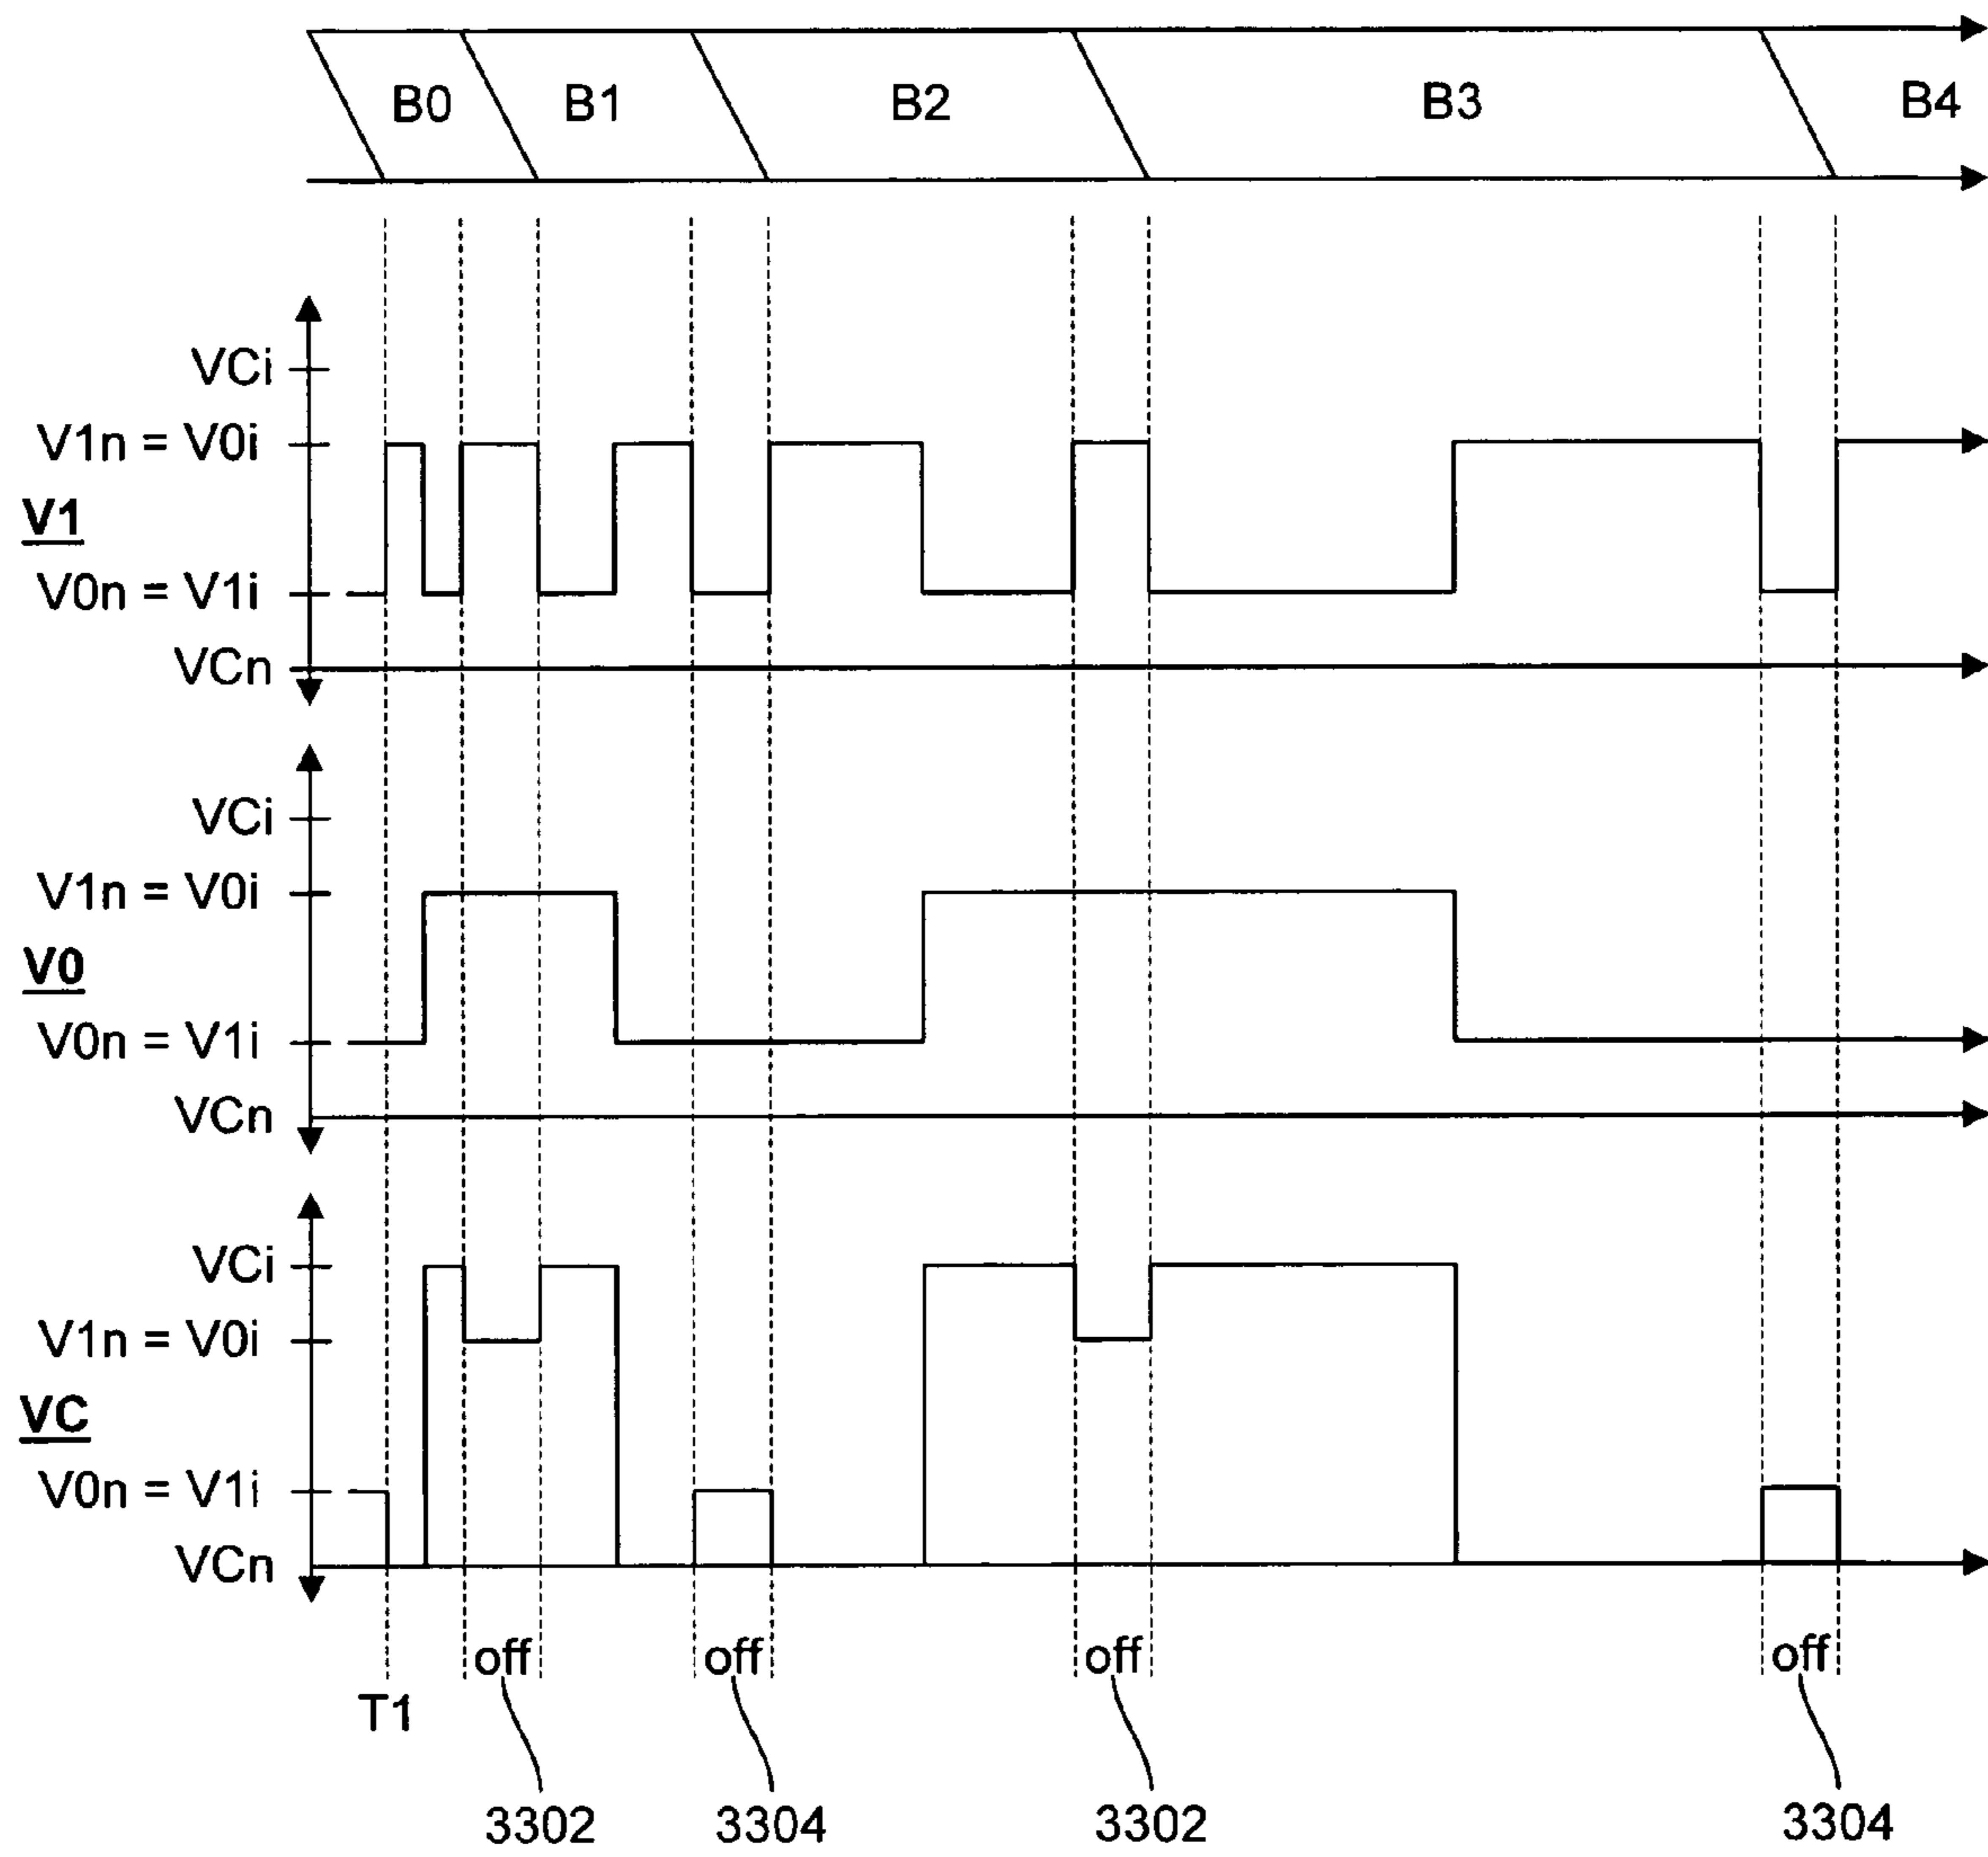 B0 B1 B2 B3 B4
VCi
V1n = V0i
V1
V0n = V1i
VCn
VCi
V1n = V0i
V0
V0n = V1i
VCn
VCi
V1n = V0i
VC
V0n = V1i
VCn
off off off off
T1
3302 3304 3302 3304